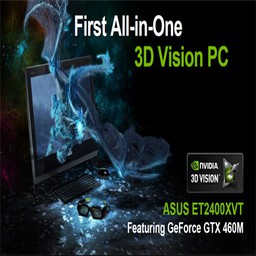 First All-in-One
3D Vision PC
NVIDIA
3D VISION
ASUS ET2400XVT
Featuring GeForce GTX 460M